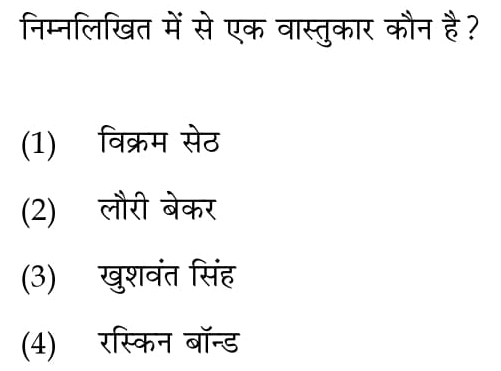 निम्नलिखित में से एक वास्तुकार कौन है ?
(1) विक्रम सेठ
(2) लौरी बेकर
(3) खुशवंत सिंह
(4) रस्किन बॉन्ड